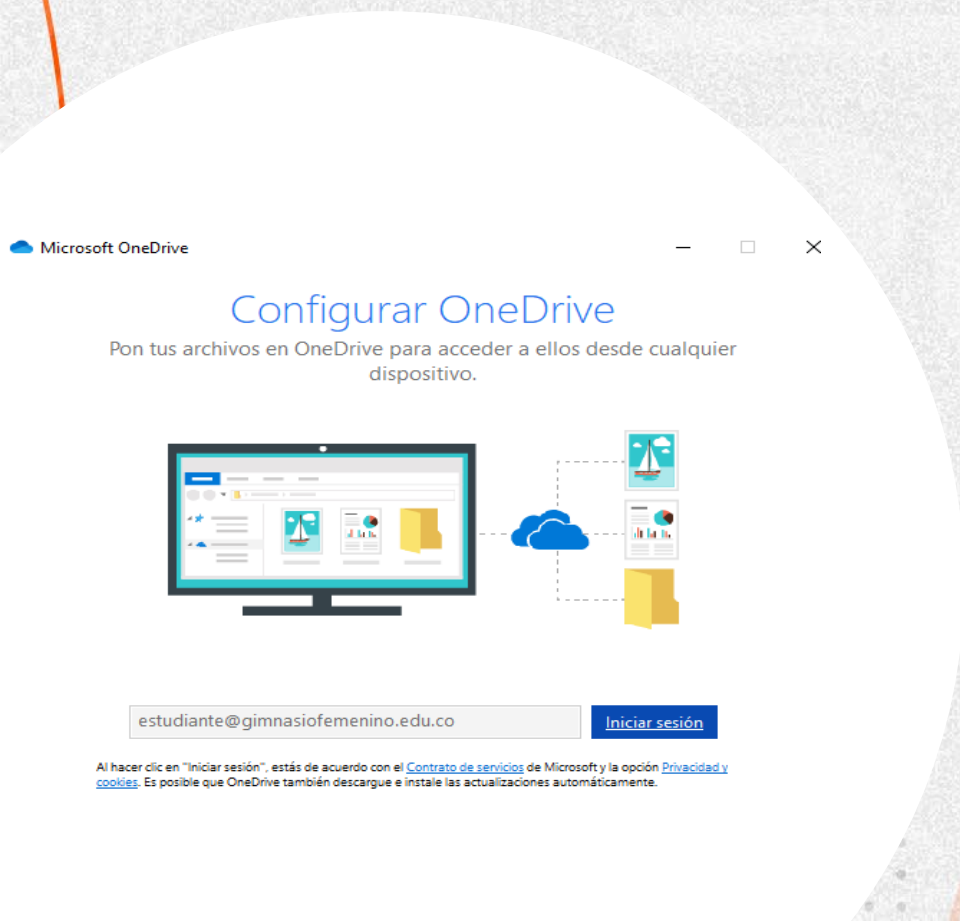 Microsoft OneDrive
Configurar OneDrive
Pon tus archivos en OneDrive para acceder a ellos desde cualquier
dispositivo.
estudiante@gimnasiofemenino.edu.co
Iniciar sesión
Al hacer clic en "Iniciar sesión", estás de acuerdo con el Contrato de servicios de Microsoft y la opción Privacidad y
cookies. Es posible que OneDrive también descargue e instale las actualizaciones automáticamente.